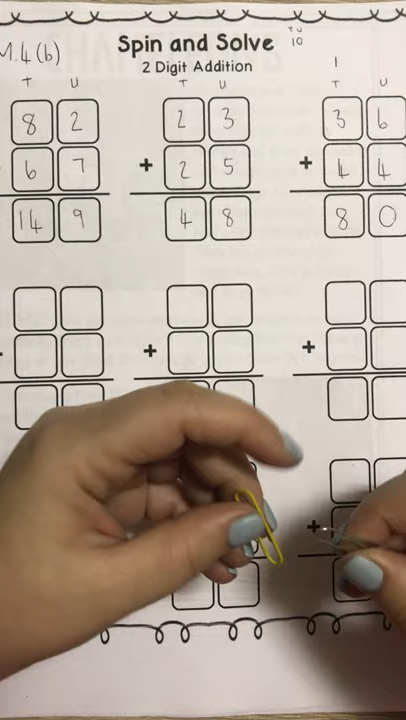 M.4(b)
Spin and Solve
TU
10
2 Digit Addition
1
T U T U T U
8 2 2 3 3 6
6 7 + 2 5 + 4 4
14 9 4 8 8 0
+ +
+